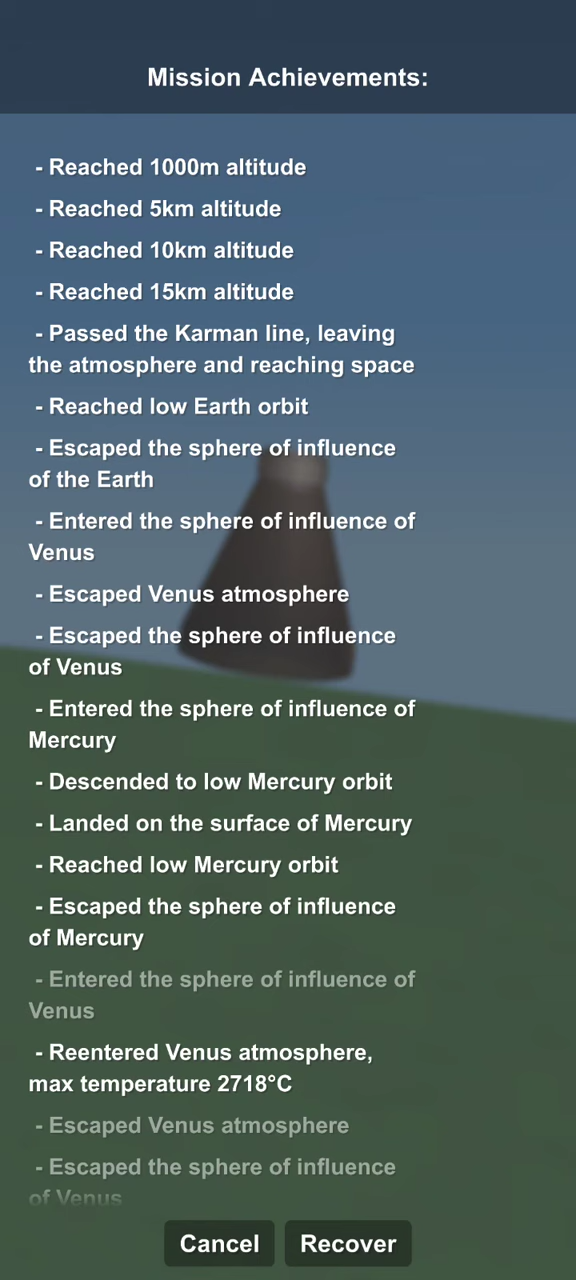 Mission Achievements:
- Reached 1000m altitude
- Reached 5km altitude
- Reached 10km altitude
- Reached 15km altitude
- Passed the Karman line, leaving
the atmosphere and reaching space
- Reached low Earth orbit
- Escaped the sphere of influence
of the Earth
- Entered the sphere of influence of
Venus
- Escaped Venus atmosphere
- Escaped the sphere of influence
of Venus
- Entered the sphere of influence of
Mercury
- Descended to low Mercury orbit
- Landed on the surface of Mercury
- Reached low Mercury orbit
- Escaped the sphere of influence
of Mercury
- Entered the sphere of influence of
Venus
- Reentered Venus atmosphere,
max temperature 2718°C
- Escaped Venus atmosphere
- Escaped the sphere of influence
of Venus
Cancel
Recover